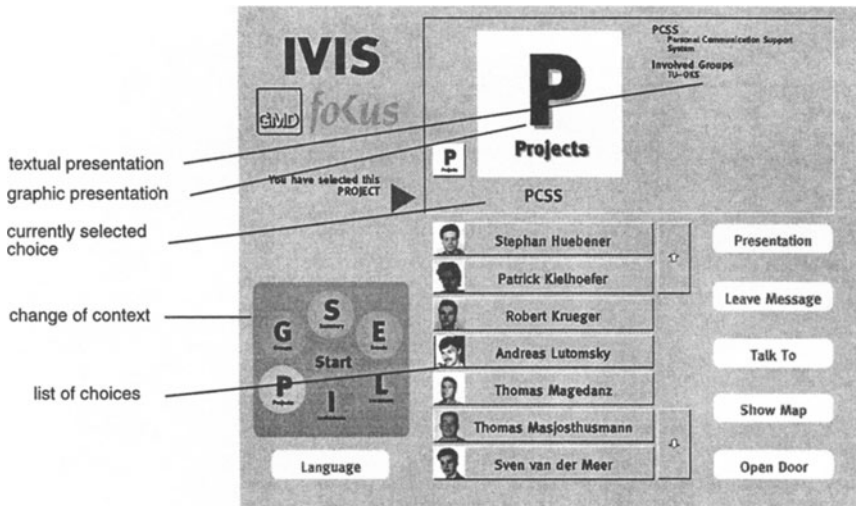 IVIS
GMD foKus
PCSS
Personal Communication Support
System
Involved Groups
TU-OKS
P
Projects
P
Projects
You have selected this
PROJECT
PCSS
textual presentation
graphic presentation
currently selected
choice
change of context
list of choices
Stephan Huebener
Patrick Kielhoefer
Robert Krueger
Andreas Lutomsky
Thomas Magedanz
Thomas Masjosthusmann
Sven van der Meer
Presentation
Leave Message
Talk To
Show Map
Open Door
S
Summary
G
E
Start
P
Projects
I
L
Language